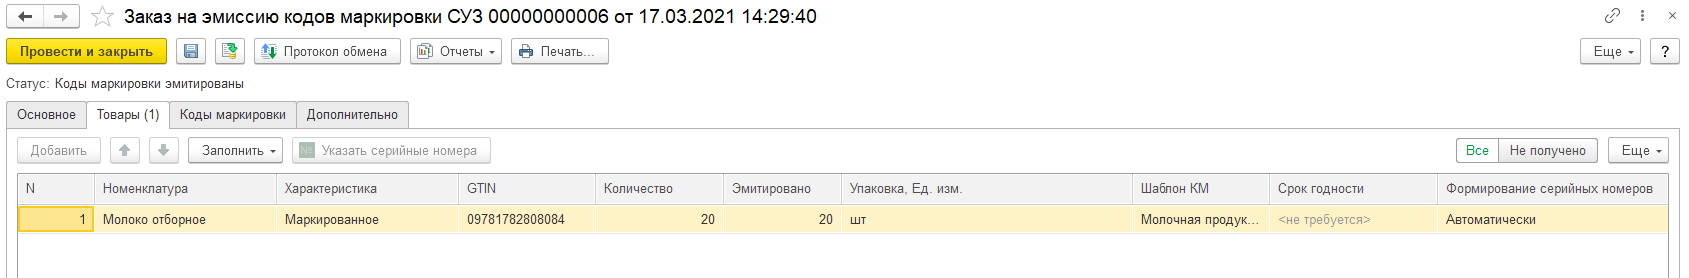 Заказ на эмиссию кодов маркировки СУЗ 00000000006 от 17.03.2021 14:29:40
Провести и закрыть Протокол обмена Отчеты Печать... Еще ?
Статус: Коды маркировки эмитированы
Основное Товары (1) Коды маркировки Дополнительно
Добавить Заполнить № Указать серийные номера Все Не получено Еще
N Номенклатура Характеристика GTIN Количество Эмитировано Упаковка, Ед. изм. Шаблон КМ Срок годности Формирование серийных номеров
1 Молоко отборное Маркированное 09781782808084 20 20 шт Молочная продук... <не требуется> Автоматически